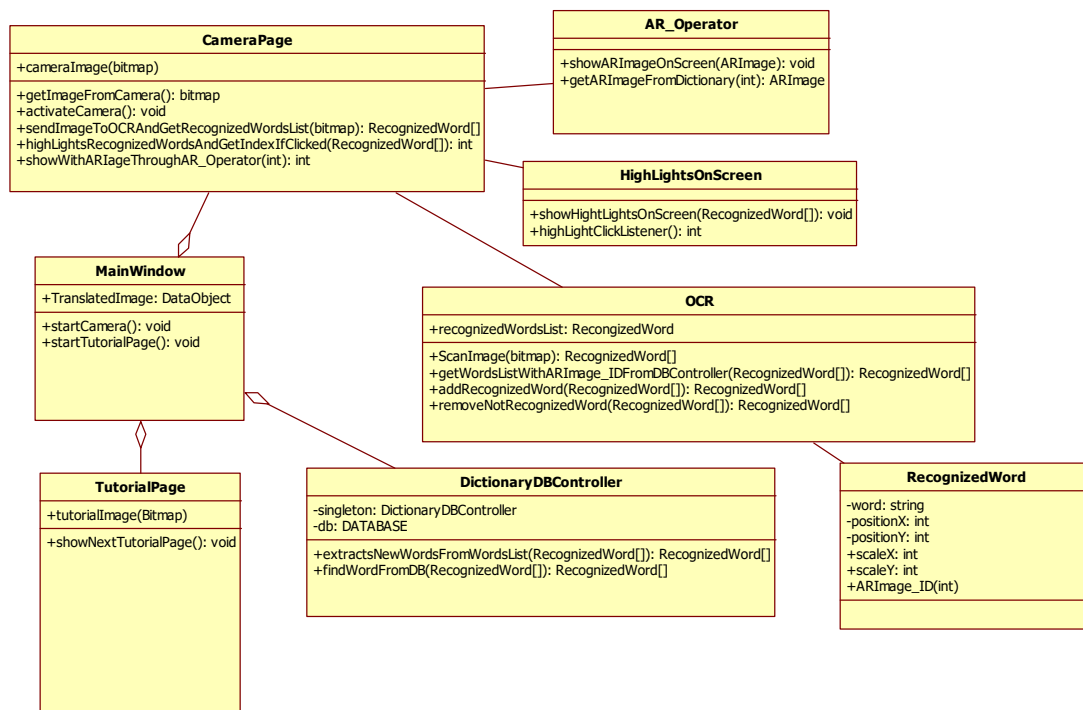 CameraPage
+cameraImage(bitmap)
+getImageFromCamera(): bitmap
+activateCamera(): void
+sendImageToOCRAndGetRecognizedWordsList(bitmap): RecognizedWord[]
+highLightsRecognizedWordsAndGetIndexIfClicked(RecognizedWord[]): int
+showWithARIageThroughAR_Operator(int): int
AR_Operator
+showARImageOnScreen(ARImage): void
+getARImageFromDictionary(int): ARImage
HighLightsOnScreen
+showHightLightsOnScreen(RecognizedWord[]): void
+highLightClickListener(): int
MainWindow
+TranslatedImage: DataObject
+startCamera(): void
+startTutorialPage(): void
OCR
+recognizedWordsList: RecongizedWord
+ScanImage(bitmap): RecognizedWord[]
+getWordsListWithARImage_IDFromDBController(RecognizedWord[]): RecognizedWord[]
+addRecognizedWord(RecognizedWord[]): RecognizedWord[]
+removeNotRecognizedWord(RecognizedWord[]): RecognizedWord[]
TutorialPage
+tutorialImage(Bitmap)
+showNextTutorialPage(): void
DictionaryDBController
-singleton: DictionaryDBController
-db: DATABASE
+extractsNewWordsFromWordsList(RecognizedWord[]): RecognizedWord[]
+findWordFromDB(RecognizedWord[]): RecognizedWord[]
RecognizedWord
-word: string
-positionX: int
-positionY: int
+scaleX: int
+scaleY: int
+ARImage_ID(int)